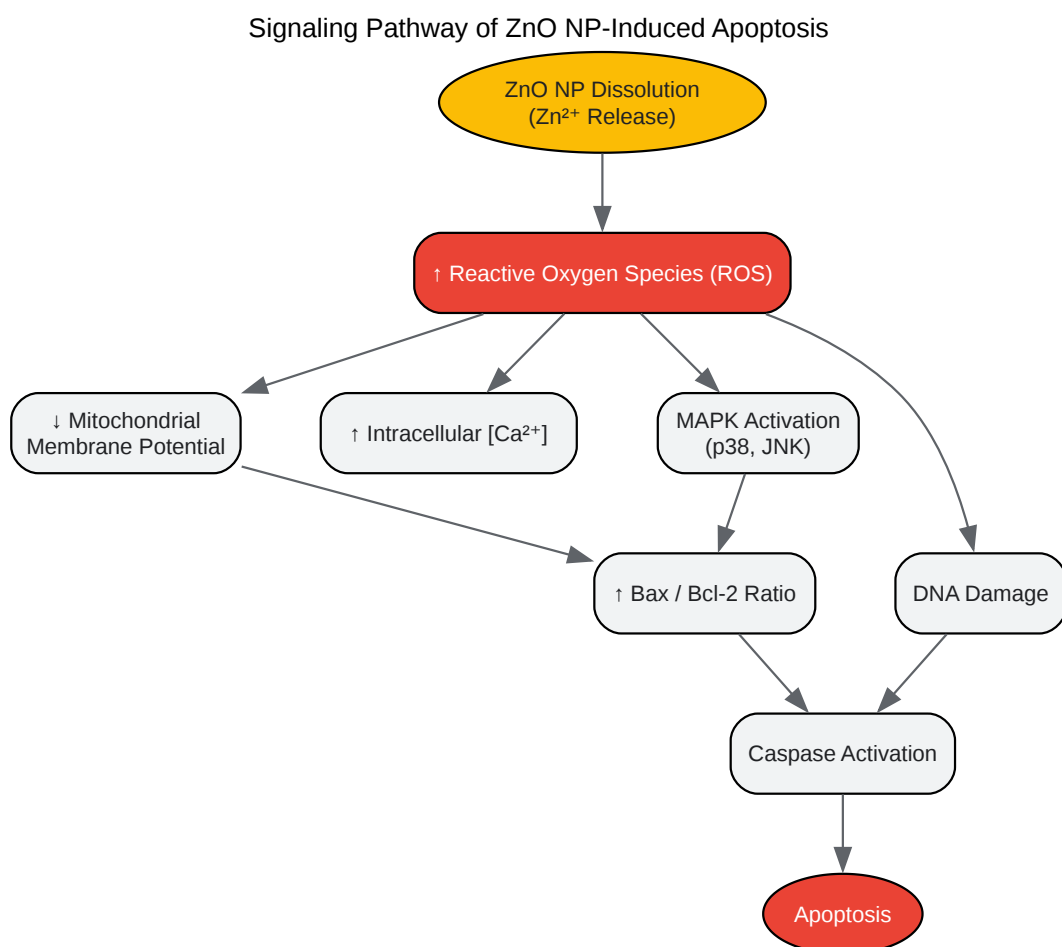 Signaling Pathway of ZnO NP-Induced Apoptosis
ZnO NP Dissolution
(Zn²⁺ Release)
↑ Reactive Oxygen Species (ROS)
↓ Mitochondrial
Membrane Potential
↑ Intracellular [Ca²⁺]
MAPK Activation
(p38, JNK)
↑ Bax / Bcl-2 Ratio
DNA Damage
Caspase Activation
Apoptosis